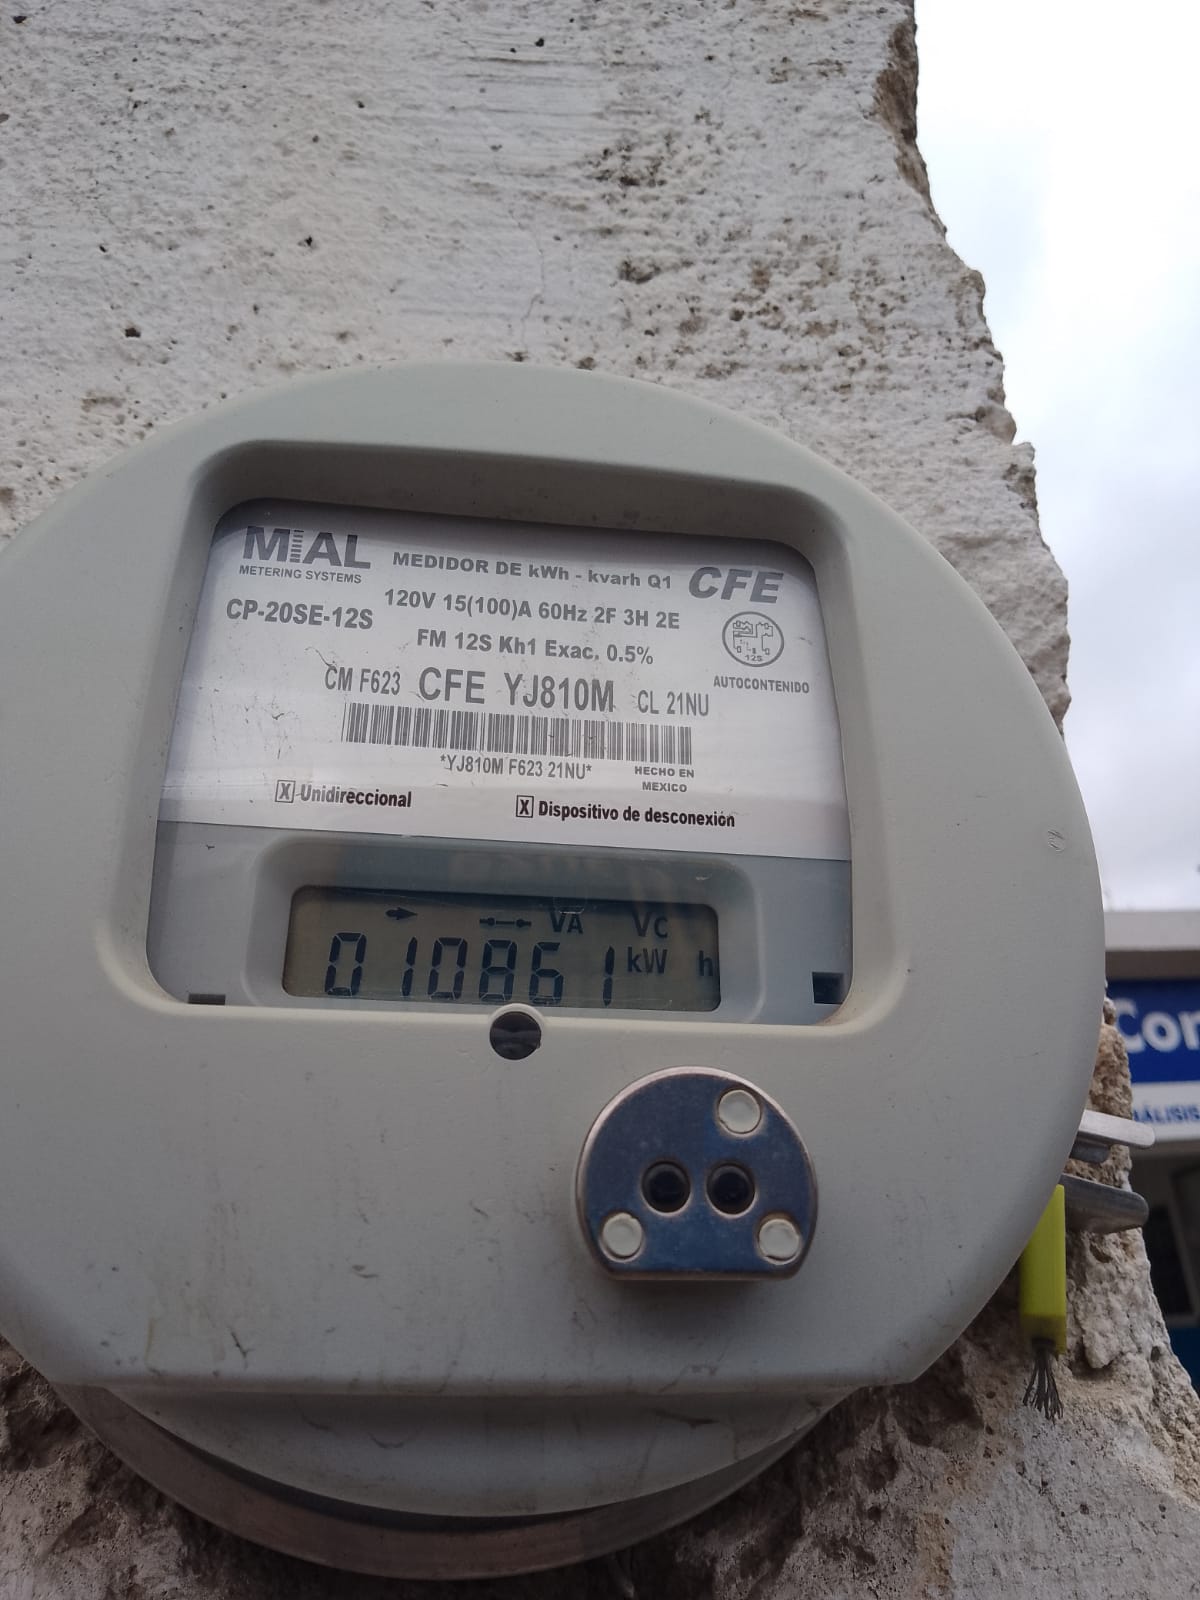 MIAL
METERING SYSTEMS
MEDIDOR DE kWh - kvarh Q1
CFE
CP-20SE-12S
120V 15(100)A 60Hz 2F 3H 2E
FM 12S Kh1 Exac. 0.5%
12S
AUTOCONTENIDO
CM F623 CFE YJ810M CL 21NU
*YJ810M F623 21NU*
HECHO EN
MEXICO
X Unidireccional
X Dispositivo de desconexión
VA VC
010861 kW h
Con
ÁLISIS